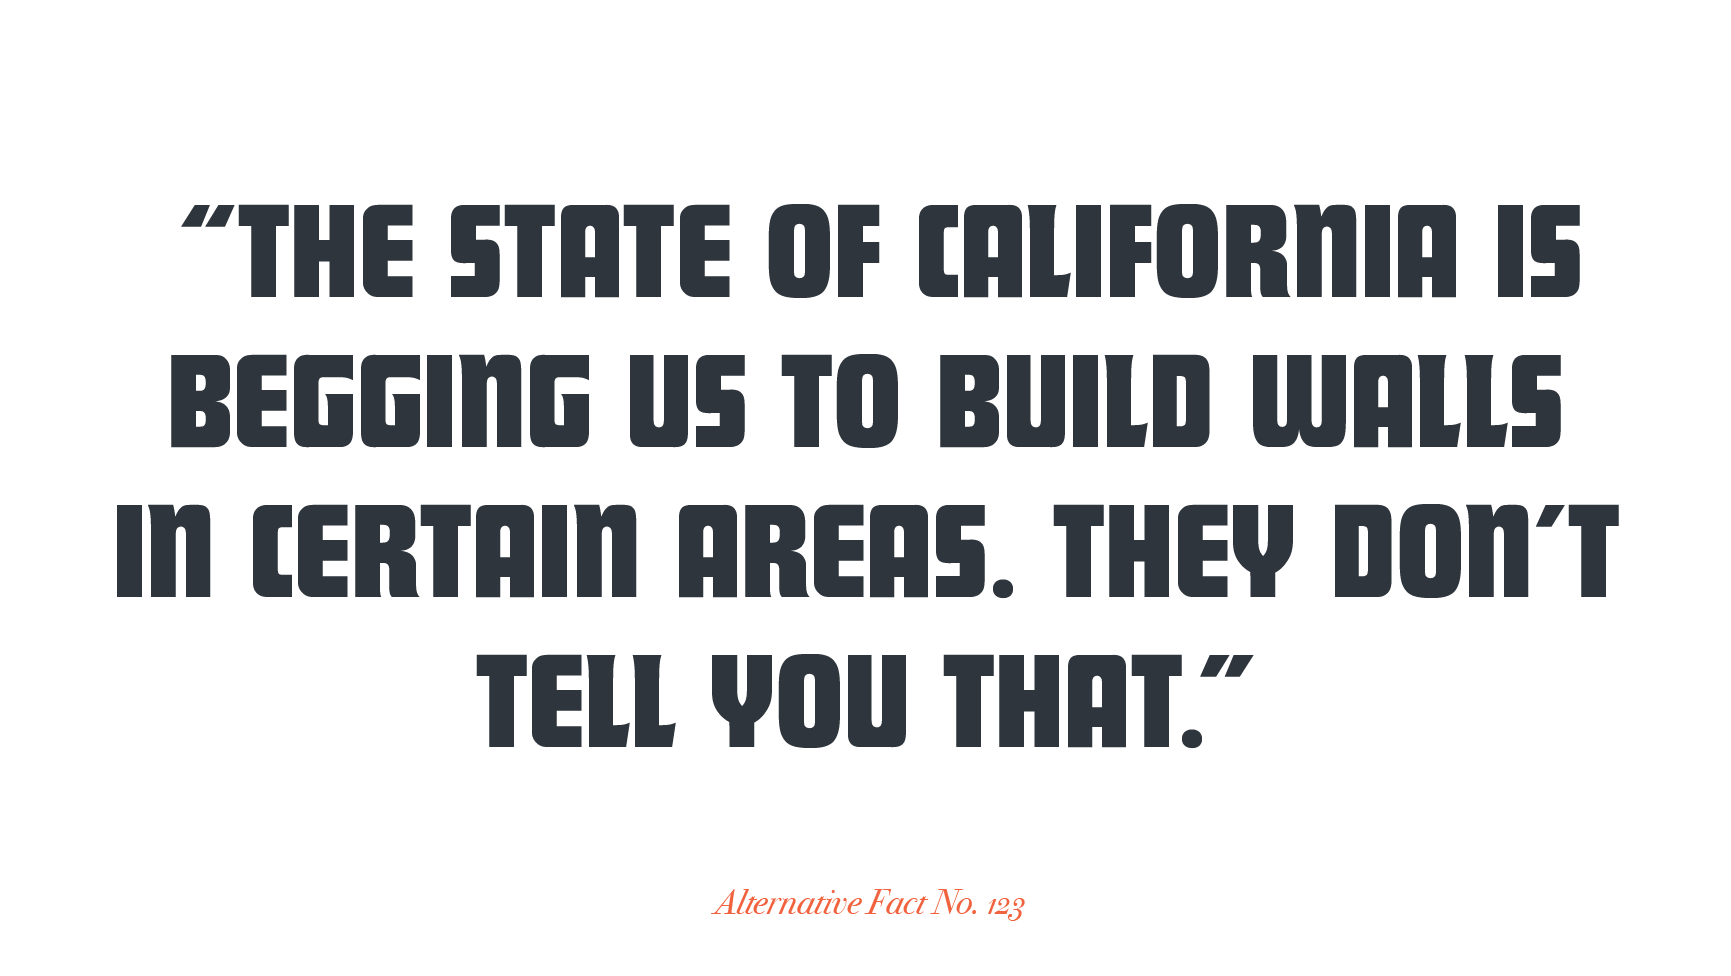 “THE STATE OF CALIFORNIA IS
BEGGING US TO BUILD WALLS
IN CERTAIN AREAS. THEY DON’T
TELL YOU THAT.”
Alternative Fact No. 123